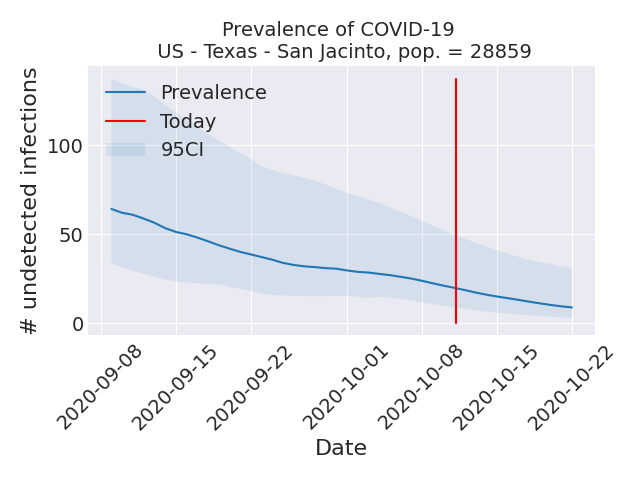 Prevalence of COVID-19
US - Texas - San Jacinto, pop. = 28859
# undetected infections
100
50
0
Prevalence
Today
95CI
2020-09-08
2020-09-15
2020-09-22
2020-10-01
2020-10-08
2020-10-15
2020-10-22
Date